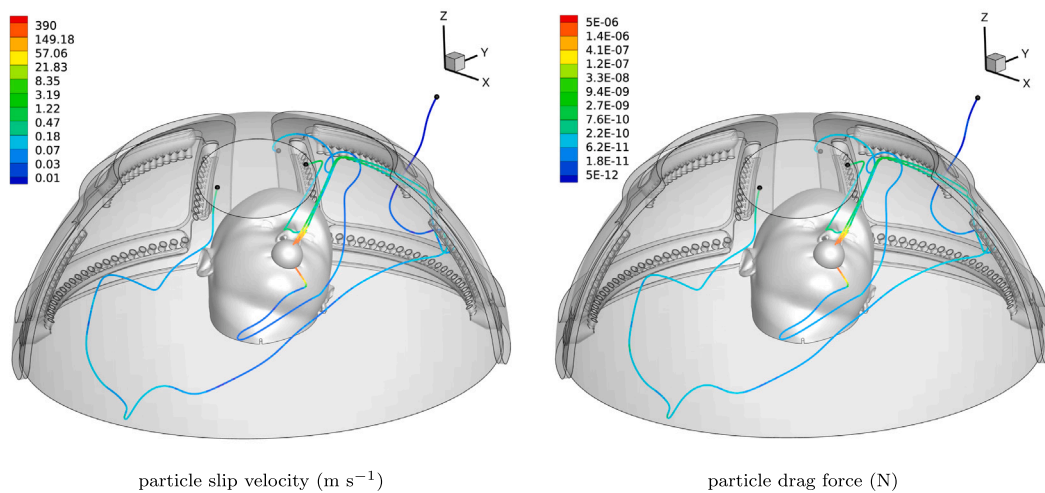 390
149.18
57.06
21.83
8.35
3.19
1.22
0.47
0.18
0.07
0.03
0.01
Z
Y
X
particle slip velocity (m s⁻¹)
5E-06
1.4E-06
4.1E-07
1.2E-07
3.3E-08
9.4E-09
2.7E-09
7.6E-10
2.2E-10
6.2E-11
1.8E-11
5E-12
Z
Y
X
particle drag force (N)